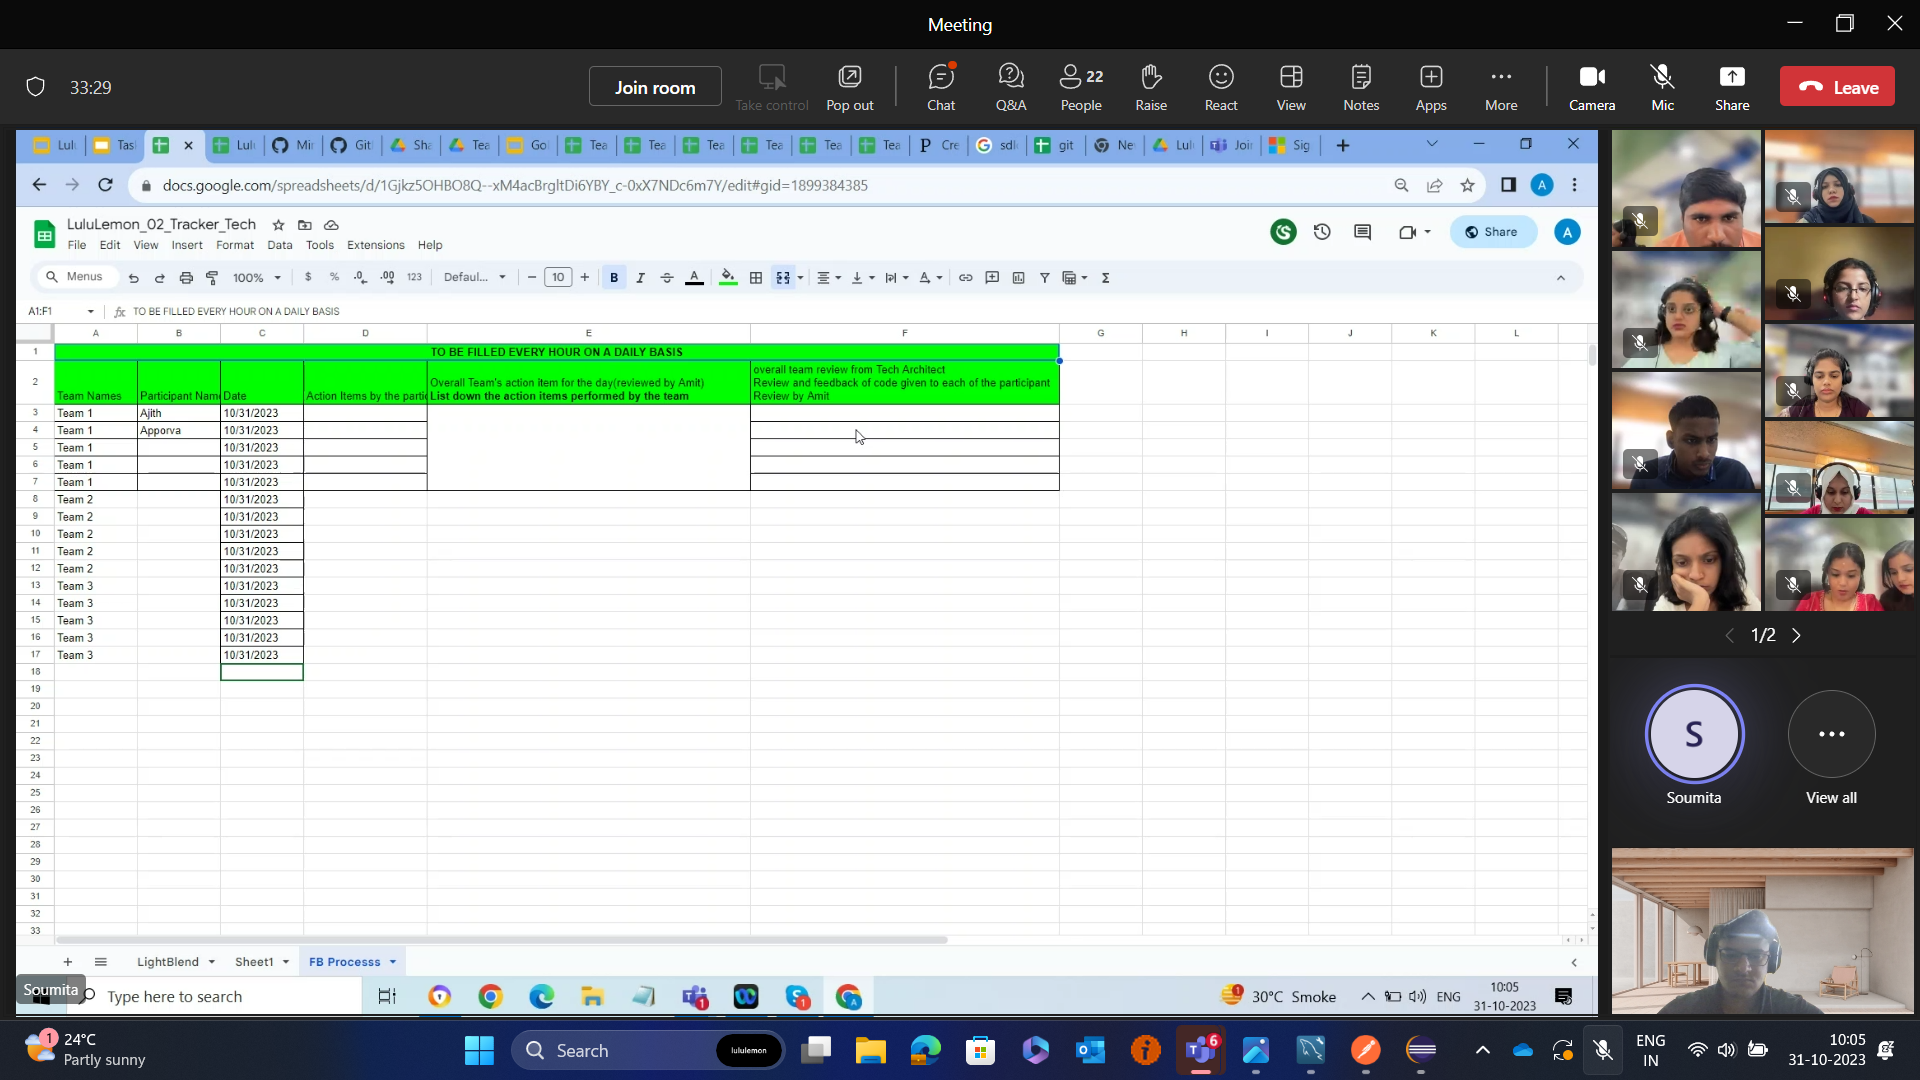 Meeting
33:29
Join room
Take control
Pop out
Chat
Q&A
22
People
Raise
React
View
Notes
Apps
More
Camera
Mic
Share
Leave
Lul
Tas
Lul
Mir
Git
Sha
Tea
Go
Tea
Tea
Tea
Tea
Tea
Tea
Cre
sdl
git
Ne
Lul
Join
Sig
docs.google.com/spreadsheets/d/1Gjkz5OHBO8Q--xM4acBrgltDi6YBY_c-0xX7NDc6m7Y/edit#gid=1899384385
A
LuluLemon_02_Tracker_Tech
File Edit View Insert Format Data Tools Extensions Help
Share
A
Menus
100%
$ % .0 .00 123
Defaul...
10
B I A
A1:F1
fx TO BE FILLED EVERY HOUR ON A DAILY BASIS
A B C D E F G H I J K L
1 TO BE FILLED EVERY HOUR ON A DAILY BASIS
overall team review from Tech Architect
2 Overall Team's action item for the day(reviewed by Amit) Review and feedback of code given to each of the participant
Team Names Participant Nam Date Action Items by the partic List down the action items performed by the team Review by Amit
3 Team 1 Ajith 10/31/2023
4 Team 1 Apporva 10/31/2023
5 Team 1 10/31/2023
6 Team 1 10/31/2023
7 Team 1 10/31/2023
8 Team 2 10/31/2023
9 Team 2 10/31/2023
10 Team 2 10/31/2023
11 Team 2 10/31/2023
12 Team 2 10/31/2023
13 Team 3 10/31/2023
14 Team 3 10/31/2023
15 Team 3 10/31/2023
16 Team 3 10/31/2023
17 Team 3 10/31/2023
18
19
20
21
22
23
24
25
26
27
28
29
30
31
32
33
LightBlend
Sheet1
FB Processs
Soumita
Type here to search
1
1
30°C Smoke
ENG
10:05
31-10-2023
1/2
S
Soumita
View all
1
24°C
Partly sunny
Search
lululemon
6
ENG
IN
10:05
31-10-2023